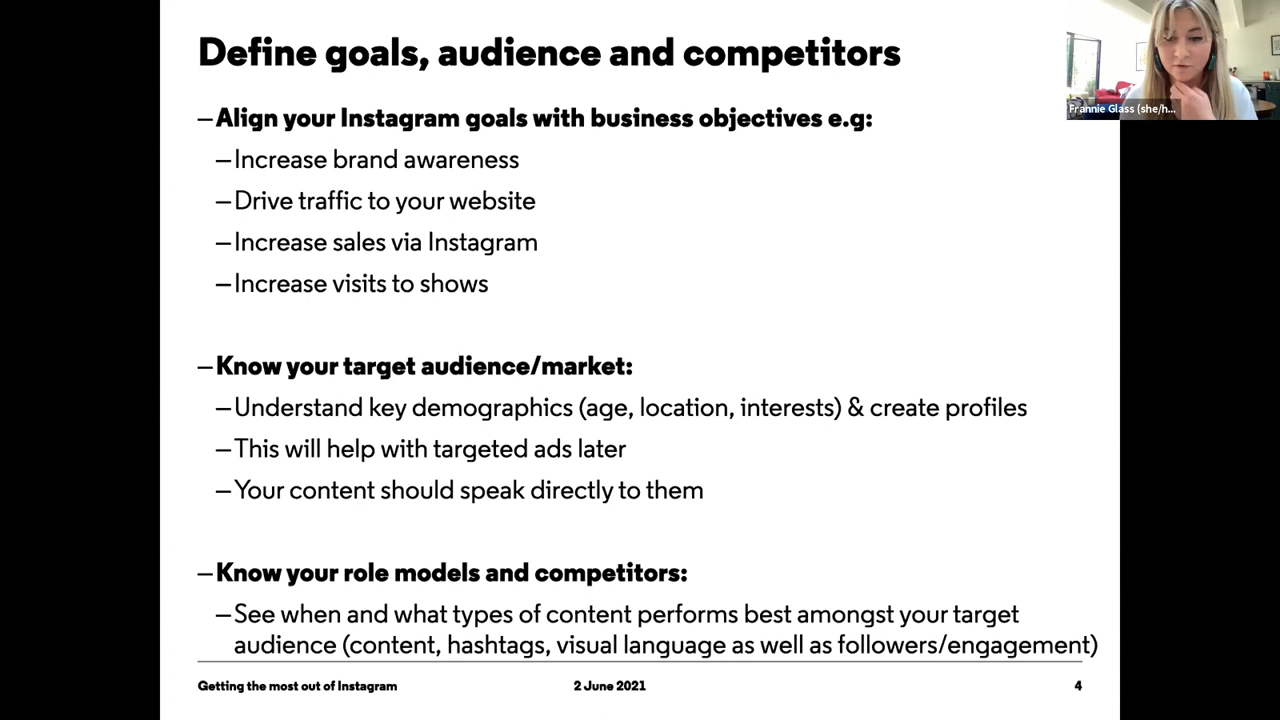 Define goals, audience and competitors
Frannie Glass (she/h...
–Align your Instagram goals with business objectives e.g:
–Increase brand awareness
–Drive traffic to your website
–Increase sales via Instagram
–Increase visits to shows
–Know your target audience/market:
–Understand key demographics (age, location, interests) & create profiles
–This will help with targeted ads later
–Your content should speak directly to them
–Know your role models and competitors:
–See when and what types of content performs best amongst your target
audience (content, hashtags, visual language as well as followers/engagement)
Getting the most out of Instagram
2 June 2021
4